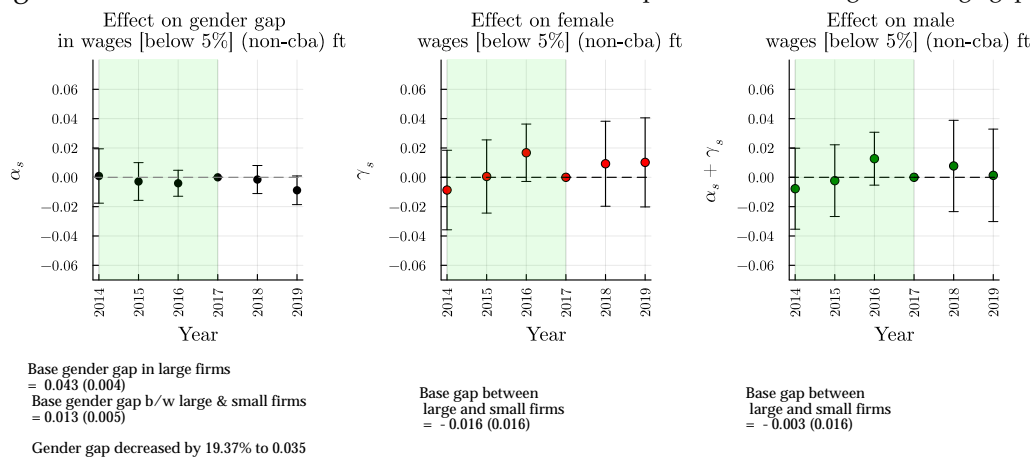 Effect on gender gap
in wages [below 5%] (non-cba) ft
0.06
0.04
0.02
0.00
−0.02
−0.04
−0.06
α_s
2014
2015
2016
2017
2018
2019
Year
Base gender gap in large firms
= 0.043 (0.004)
Base gender gap b/w large & small firms
= 0.013 (0.005)
Gender gap decreased by 19.37% to 0.035
Effect on female
wages [below 5%] (non-cba) ft
0.06
0.04
0.02
0.00
−0.02
−0.04
−0.06
γ_s
2014
2015
2016
2017
2018
2019
Year
Base gap between
large and small firms
= - 0.016 (0.016)
Effect on male
wages [below 5%] (non-cba) ft
0.06
0.04
0.02
0.00
−0.02
−0.04
−0.06
α_s + γ_s
2014
2015
2016
2017
2018
2019
Year
Base gap between
large and small firms
= - 0.003 (0.016)